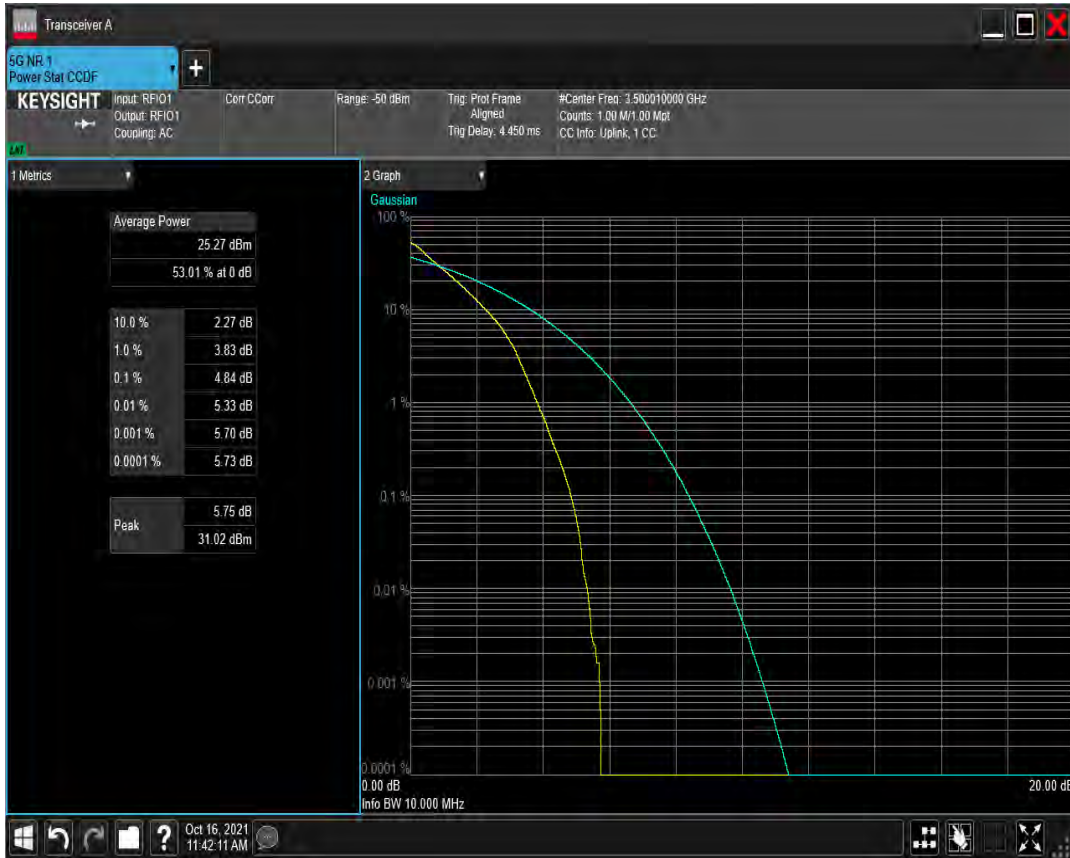 Transceiver A
5G NR 1
Power Stat CCDF
+
KEYSIGHT
Input: RFIO1
Output: RFIO1
Coupling: AC
Corr CCorr
Range: -50 dBm
Trig: Prot Frame
Aligned
Trig Delay: 4.450 ms
#Center Freq: 3.500010000 GHz
Counts: 1.00 M/1.00 Mpt
CC Info: Uplink, 1 CC
1 Metrics
Average Power
25.27 dBm
53.01 % at 0 dB
10.0 % 2.27 dB
1.0 % 3.83 dB
0.1 % 4.84 dB
0.01 % 5.33 dB
0.001 % 5.70 dB
0.0001 % 5.73 dB
Peak
5.75 dB
31.02 dBm
2 Graph
Gaussian
100 %
10 %
1 %
0.1 %
0.01 %
0.001 %
0.0001 %
0.00 dB
20.00 dB
Info BW 10.000 MHz
?
Oct 16, 2021
11:42:11 AM